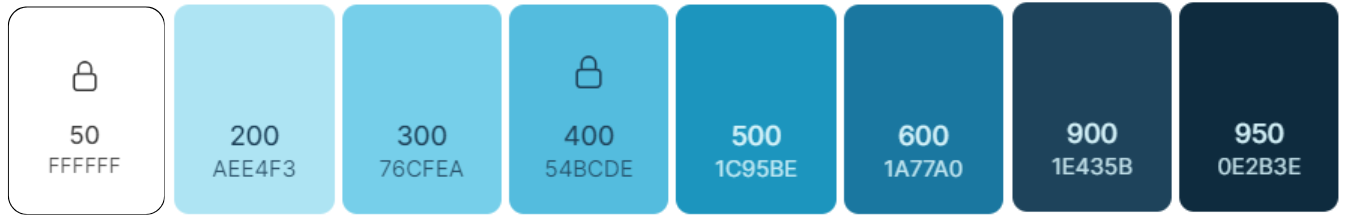 50
FFFFFF
200
AEE4F3
300
76CFEA
400
54BCDE
500
1C95BE
600
1A77A0
900
1E435B
950
0E2B3E